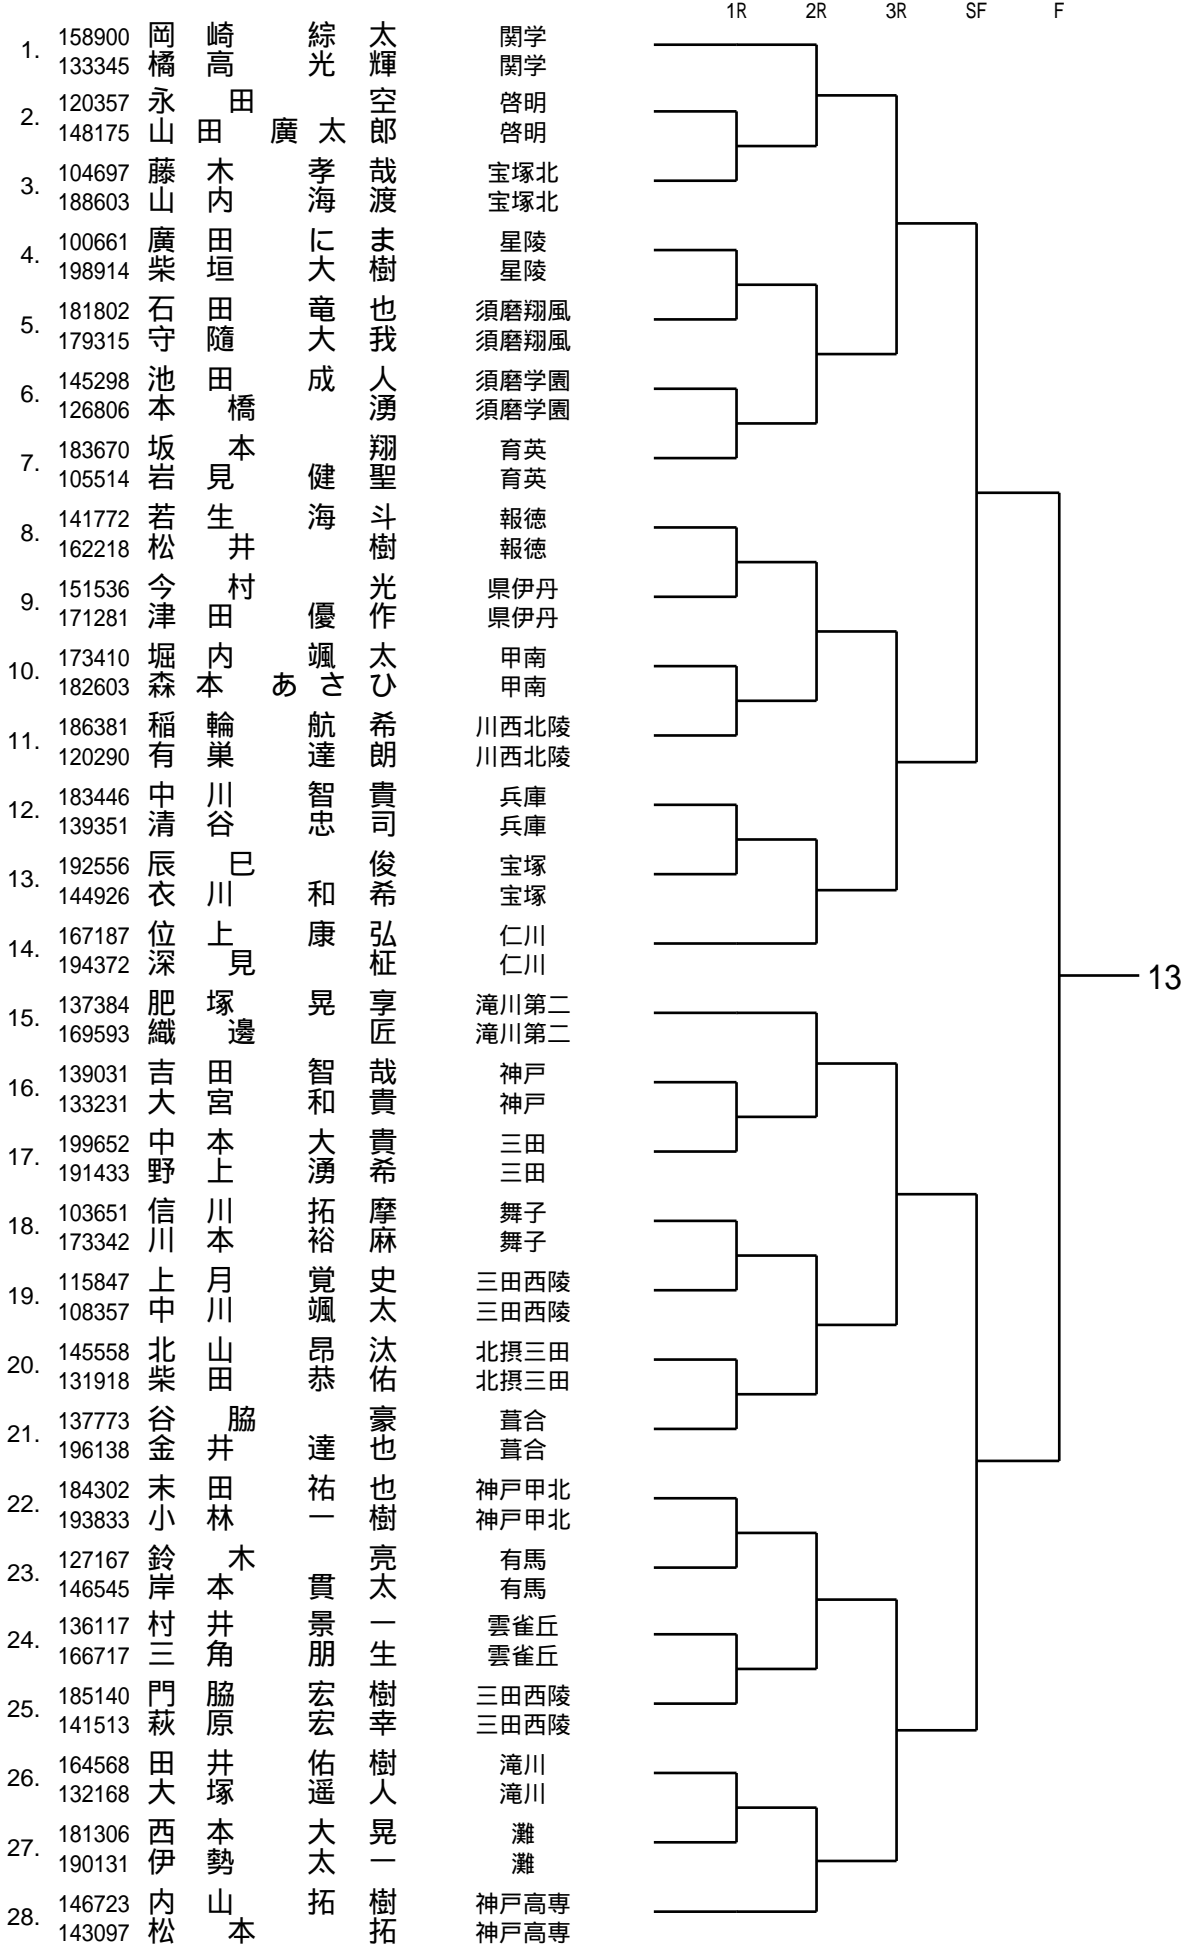 1R 2R 3R SF F
1. 158900 岡崎 綜太 関学
133345 橘高 光輝 関学
2. 120357 永田 空 啓明
148175 山田 廣太郎 啓明
3. 104697 藤木 孝哉 宝塚北
188603 山内 海渡 宝塚北
4. 100661 廣田 にま 星陵
198914 柴垣 大樹 星陵
5. 181802 石田 竜也 須磨翔風
179315 守隨 大我 須磨翔風
6. 145298 池田 成人 須磨学園
126806 本橋 湧 須磨学園
7. 183670 坂本 翔 育英
105514 岩見 健聖 育英
8. 141772 若生 海斗 報徳
162218 松井 樹 報徳
9. 151536 今村 光 県伊丹
171281 津田 優作 県伊丹
10. 173410 堀内 颯太 甲南
182603 森本 あさひ 甲南
11. 186381 稲輪 航希 川西北陵
120290 有巣 達朗 川西北陵
12. 183446 中川 智貴 兵庫
139351 清谷 忠司 兵庫
13. 192556 辰巳 俊 宝塚
144926 衣川 和希 宝塚
14. 167187 位上 康弘 仁川
194372 深見 柾 仁川
13
15. 137384 肥塚 晃享 滝川第二
169593 織邊 匠 滝川第二
16. 139031 吉田 智哉 神戸
133231 大宮 和貴 神戸
17. 199652 中本 大貴 三田
191433 野上 湧希 三田
18. 103651 信川 拓摩 舞子
173342 川本 裕麻 舞子
19. 115847 上月 覚史 三田西陵
108357 中川 颯太 三田西陵
20. 145558 北山 昂汰 北摂三田
131918 柴田 恭佑 北摂三田
21. 137773 谷脇 豪 葺合
196138 金井 達也 葺合
22. 184302 末田 祐也 神戸甲北
193833 小林 一樹 神戸甲北
23. 127167 鈴木 亮 有馬
146545 岸本 貫太 有馬
24. 136117 村井 景一 雲雀丘
166717 三角 朋生 雲雀丘
25. 185140 門脇 宏樹 三田西陵
141513 萩原 宏幸 三田西陵
26. 164568 田井 佑樹 滝川
132168 大塚 遥人 滝川
27. 181306 西本 大晃 灘
190131 伊勢 太一 灘
28. 146723 内山 拓樹 神戸高専
143097 松本 拓 神戸高専